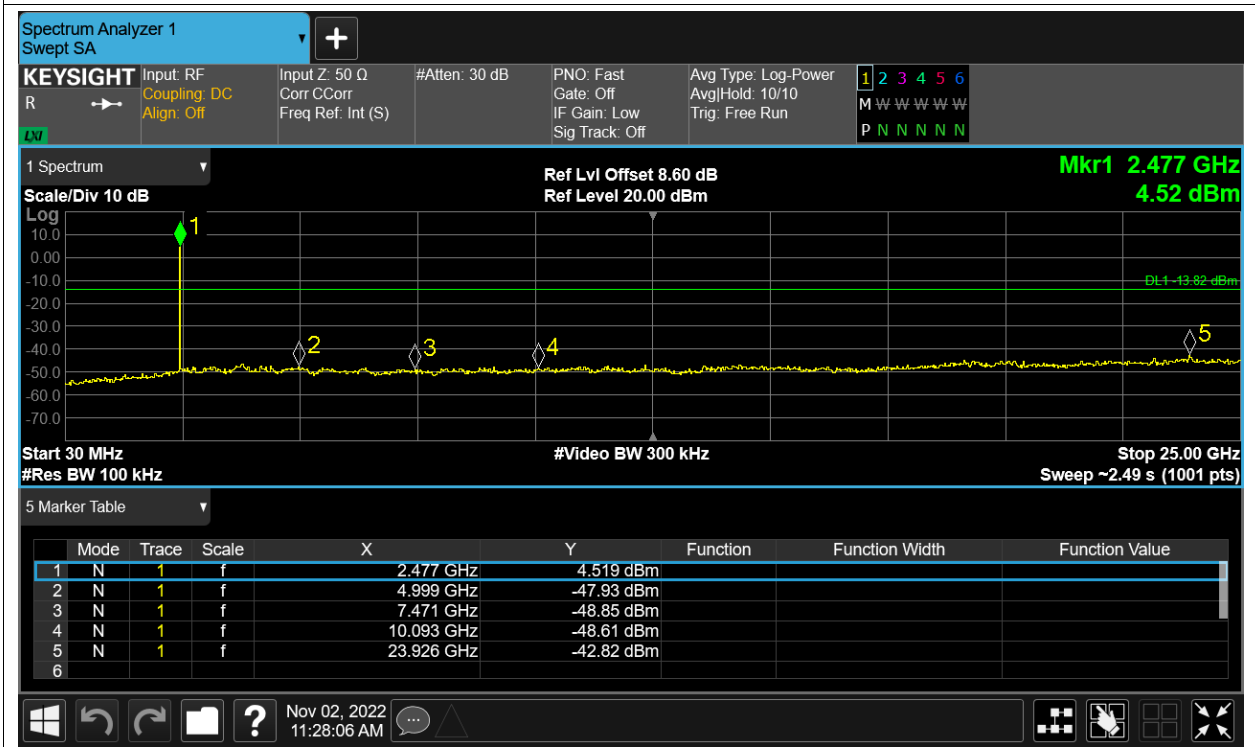 Spectrum Analyzer 1
Swept SA
+
KEYSIGHT
R
LXI
Input: RF
Coupling: DC
Align: Off
Input Z: 50 Ω
Corr CCorr
Freq Ref: Int (S)
#Atten: 30 dB
PNO: Fast
Gate: Off
IF Gain: Low
Sig Track: Off
Avg Type: Log-Power
Avg|Hold: 10/10
Trig: Free Run
1 2 3 4 5 6
M W W W W W
P N N N N N
1 Spectrum
Scale/Div 10 dB
Ref Lvl Offset 8.60 dB
Ref Level 20.00 dBm
Mkr1 2.477 GHz
4.52 dBm
Log
10.0
0.00
-10.0
-20.0
-30.0
-40.0
-50.0
-60.0
-70.0
1
DL1 -13.82 dBm
2
3
4
5
Start 30 MHz
#Res BW 100 kHz
#Video BW 300 kHz
Stop 25.00 GHz
Sweep ~2.49 s (1001 pts)
5 Marker Table
Mode Trace Scale X Y Function Function Width Function Value
1 N 1 f 2.477 GHz 4.519 dBm
2 N 1 f 4.999 GHz -47.93 dBm
3 N 1 f 7.471 GHz -48.85 dBm
4 N 1 f 10.093 GHz -48.61 dBm
5 N 1 f 23.926 GHz -42.82 dBm
6
?
Nov 02, 2022
11:28:06 AM